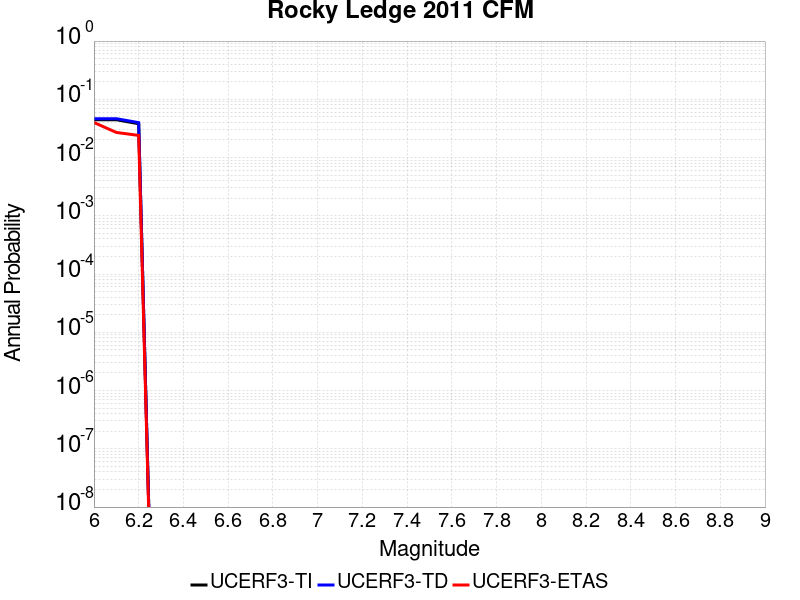 Rocky Ledge 2011 CFM
Annual Probability
10^0
10^-1
10^-2
10^-3
10^-4
10^-5
10^-6
10^-7
10^-8
6 6.2 6.4 6.6 6.8 7 7.2 7.4 7.6 7.8 8 8.2 8.4 8.6 8.8 9
Magnitude
UCERF3-TI UCERF3-TD UCERF3-ETAS